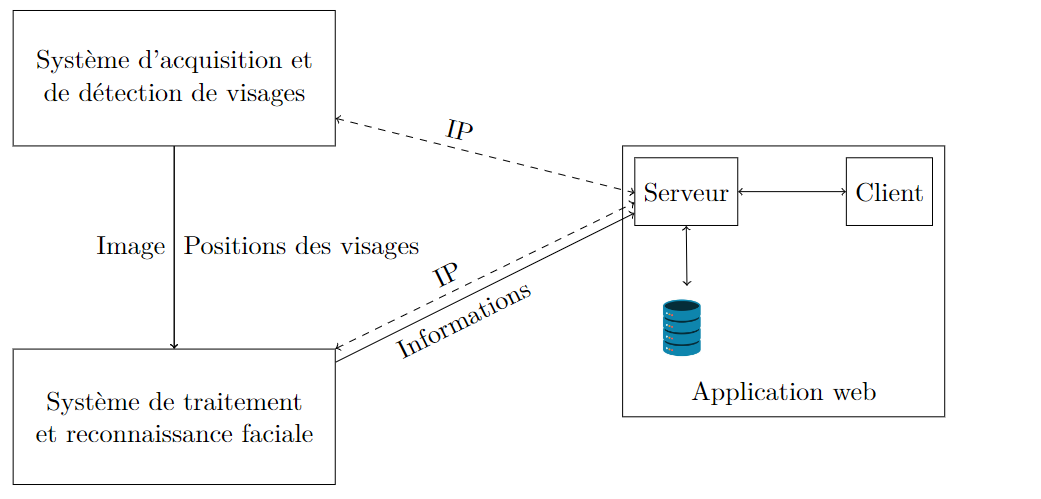 Système d'acquisition et
de détection de visages
IP
Serveur
Client
Image
Positions des visages
IP
Informations
Application web
Système de traitement
et reconnaissance faciale